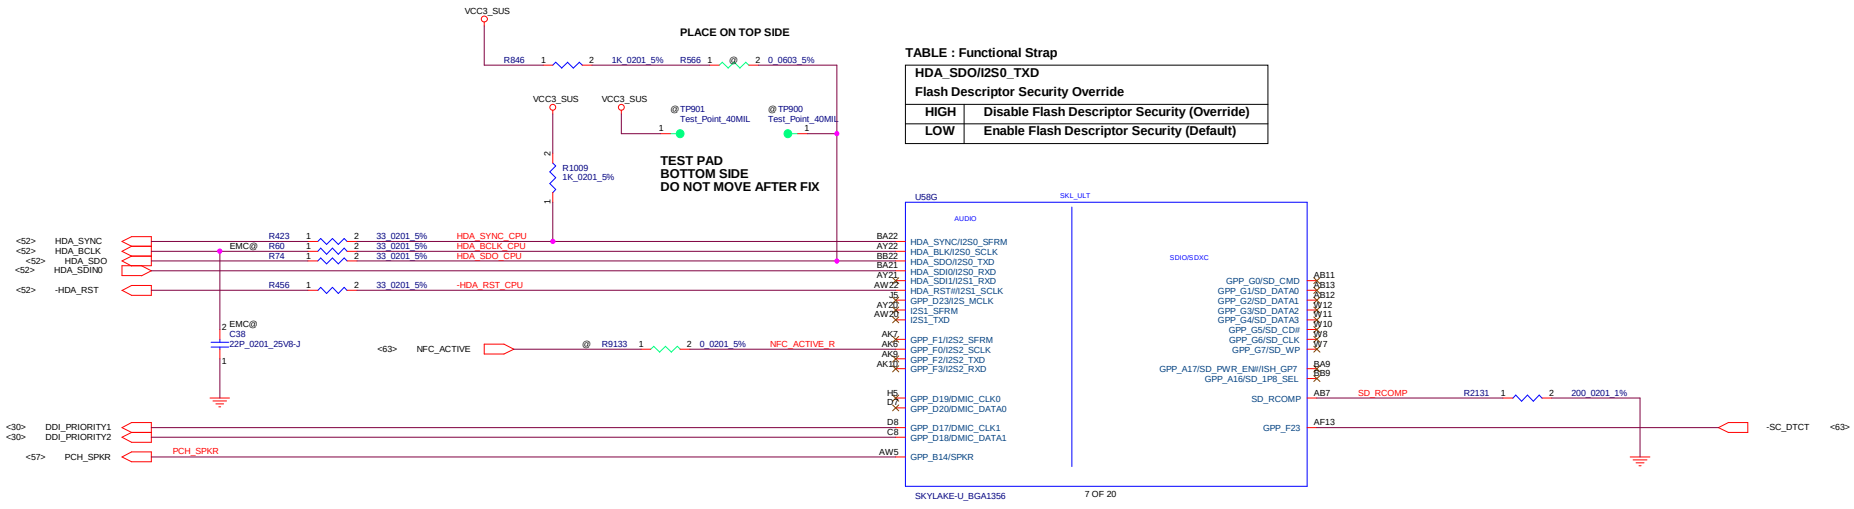 VCC3_SUS
PLACE ON TOP SIDE
R846 1 2 1K_0201_5% R566 1 @ 2 0_0603_5%
VCC3_SUS VCC3_SUS
@ TP901
Test_Point_40MIL
1
@ TP900
Test_Point_40MIL
1
TABLE : Functional Strap
HDA_SDO/I2S0_TXD
Flash Descriptor Security Override
HIGH Disable Flash Descriptor Security (Override)
LOW Enable Flash Descriptor Security (Default)
2
R1009
1K_0201_5%
1
TEST PAD
BOTTOM SIDE
DO NOT MOVE AFTER FIX
U58G SKL_ULT
AUDIO
SDIO/SDXC
<52> HDA_SYNC R423 1 2 33_0201_5% HDA_SYNC_CPU BA22 HDA_SYNC/I2S0_SFRM
<52> HDA_BCLK EMC@ R60 1 2 33_0201_5% HDA_BCLK_CPU AY22 HDA_BLK/I2S0_SCLK
<52> HDA_SDO R74 1 2 33_0201_5% HDA_SDO_CPU BB22 HDA_SDO/I2S0_TXD
<52> HDA_SDIN0 BA21 HDA_SDI0/I2S0_RXD
AY21 HDA_SDI1/I2S1_RXD
<52> -HDA_RST R456 1 2 33_0201_5% -HDA_RST_CPU AW22 HDA_RST#/I2S1_SCLK
J5 GPP_D23/I2S_MCLK
AY20 I2S1_SFRM
AW20 I2S1_TXD
AK7 GPP_F1/I2S2_SFRM
<63> NFC_ACTIVE @ R9133 1 2 0_0201_5% NFC_ACTIVE_R AK6 GPP_F0/I2S2_SCLK
AK9 GPP_F2/I2S2_TXD
AK10 GPP_F3/I2S2_RXD
H5 GPP_D19/DMIC_CLK0
D7 GPP_D20/DMIC_DATA0
<30> DDI_PRIORITY1 D8 GPP_D17/DMIC_CLK1
<30> DDI_PRIORITY2 C8 GPP_D18/DMIC_DATA1
<57> PCH_SPKR PCH_SPKR AW5 GPP_B14/SPKR
2 EMC@
C38
22P_0201_25V8-J
1
GPP_G0/SD_CMD AB11
GPP_G1/SD_DATA0 AB13
GPP_G2/SD_DATA1 AB12
GPP_G3/SD_DATA2 W12
GPP_G4/SD_DATA3 W11
GPP_G5/SD_CD# W10
GPP_G6/SD_CLK W8
GPP_G7/SD_WP W7
GPP_A17/SD_PWR_EN#/ISH_GP7 BA9
GPP_A16/SD_1P8_SEL BB9
SD_RCOMP AB7 SD_RCOMP R2131 1 2 200_0201_1%
GPP_F23 AF13 -SC_DTCT <63>
SKYLAKE-U_BGA1356 7 OF 20